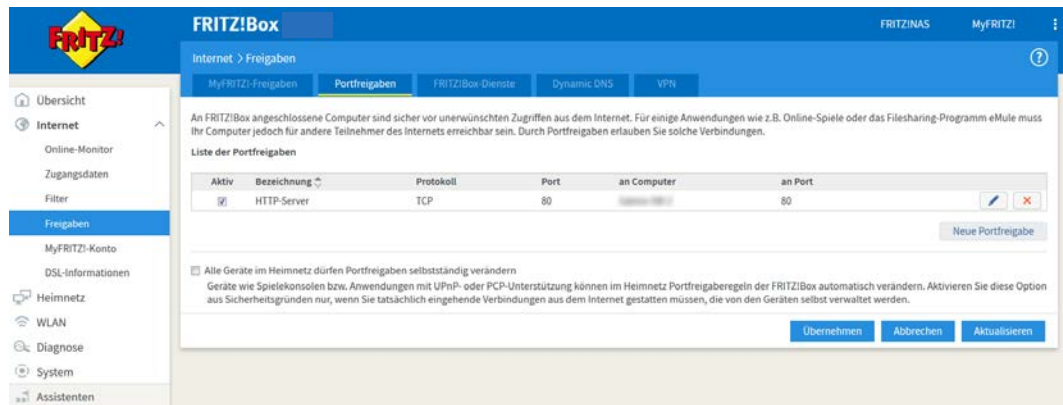 FRITZ!
FRITZ!Box
FRITZ!NAS MyFRITZ!
Internet > Freigaben
?
MyFRITZ!-Freigaben Portfreigaben FRITZ!Box-Dienste Dynamic DNS VPN
Übersicht
Internet
Online-Monitor
Zugangsdaten
Filter
Freigaben
MyFRITZ!-Konto
DSL-Informationen
Heimnetz
WLAN
Diagnose
System
Assistenten
An FRITZ!Box angeschlossene Computer sind sicher vor unerwünschten Zugriffen aus dem Internet. Für einige Anwendungen wie z.B. Online-Spiele oder das Filesharing-Programm eMule muss
Ihr Computer jedoch für andere Teilnehmer des Internets erreichbar sein. Durch Portfreigaben erlauben Sie solche Verbindungen.
Liste der Portfreigaben
Aktiv Bezeichnung Protokoll Port an Computer an Port
HTTP-Server TCP 80 80
Neue Portfreigabe
Alle Geräte im Heimnetz dürfen Portfreigaben selbstständig verändern
Geräte wie Spielekonsolen bzw. Anwendungen mit UPnP- oder PCP-Unterstützung können im Heimnetz Portfreigaberegeln der FRITZ!Box automatisch verändern. Aktivieren Sie diese Option
aus Sicherheitsgründen nur, wenn Sie tatsächlich eingehende Verbindungen aus dem Internet gestatten müssen, die von den Geräten selbst verwaltet werden.
Übernehmen Abbrechen Aktualisieren